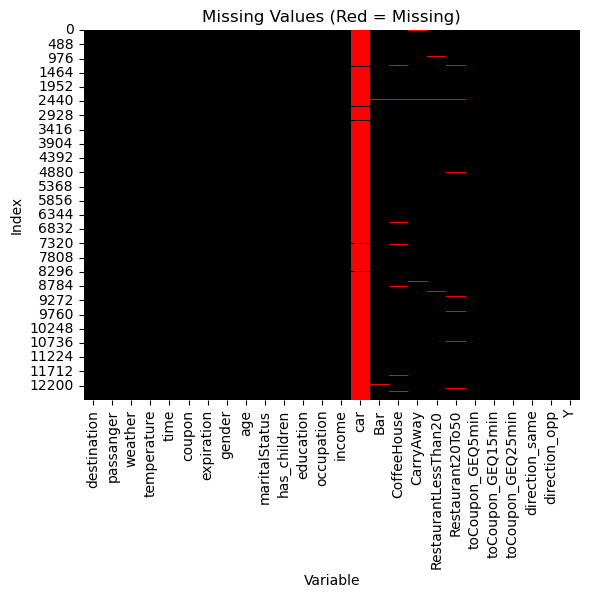 Missing Values (Red = Missing)
0
488
976
1464
1952
2440
2928
3416
3904
4392
4880
5368
5856
6344
6832
7320
7808
8296
8784
9272
9760
10248
10736
11224
11712
12200
Index
destination
passanger
weather
temperature
time
coupon
expiration
gender
age
maritalStatus
has_children
education
occupation
income
car
Bar
CoffeeHouse
CarryAway
RestaurantLessThan20
Restaurant20To50
toCoupon_GEQ5min
toCoupon_GEQ15min
toCoupon_GEQ25min
direction_same
direction_opp
Y
Variable